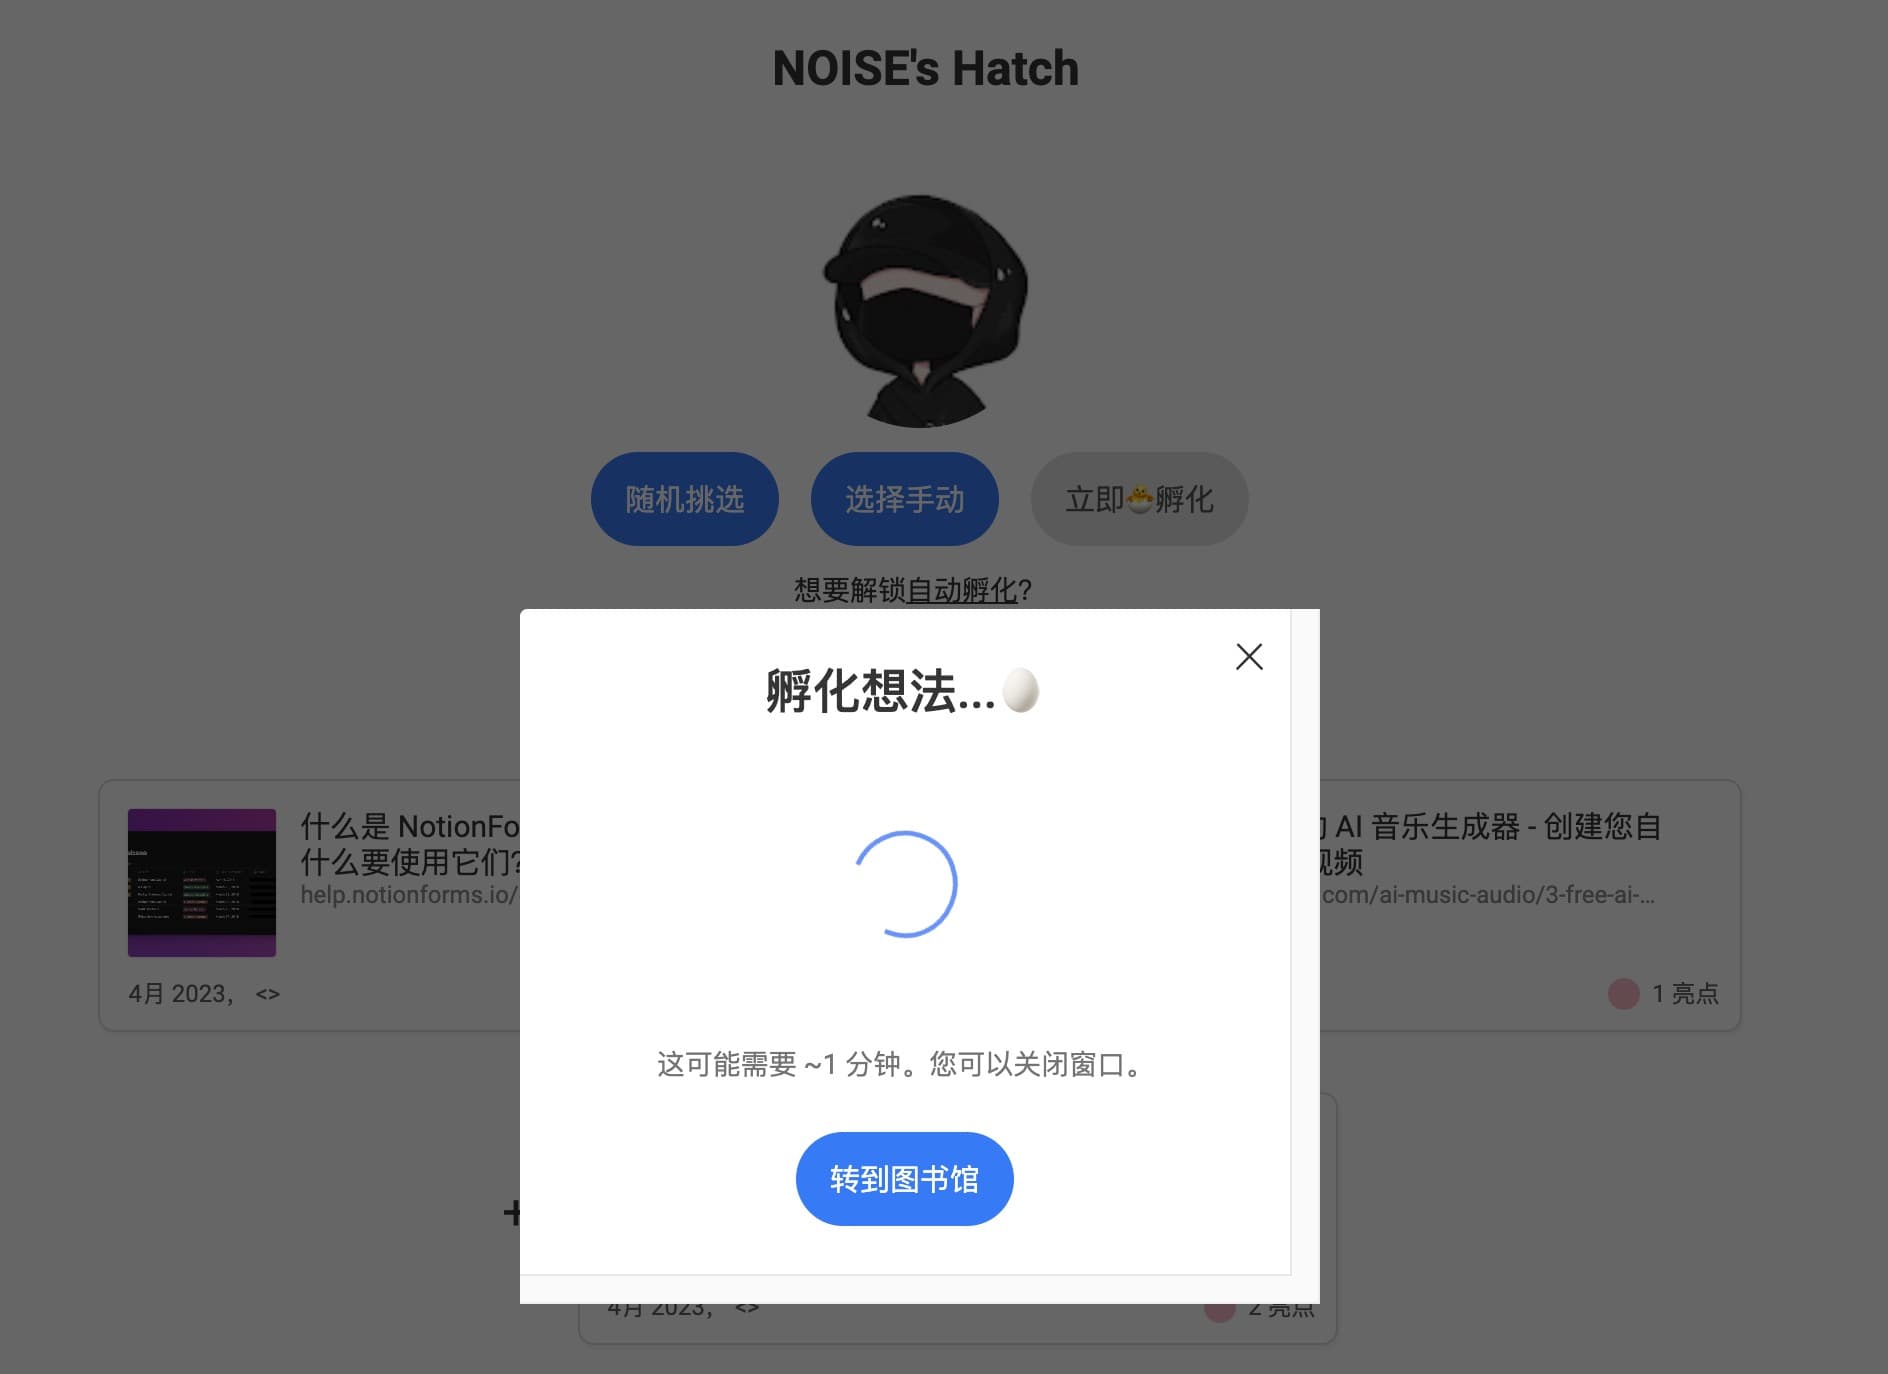 NOISE's Hatch
随机挑选
选择手动
立即🐣孵化
想要解锁自动孵化?
孵化想法...🥚
这可能需要 ~1 分钟。您可以关闭窗口。
转到图书馆
什么是 NotionFo
什么要使用它们?
help.notionforms.io/
4月 2023， <>
AI 音乐生成器 - 创建您自
视频
com/ai-music-audio/3-free-ai-...
1 亮点
+
4月 2023， <>
2 亮点